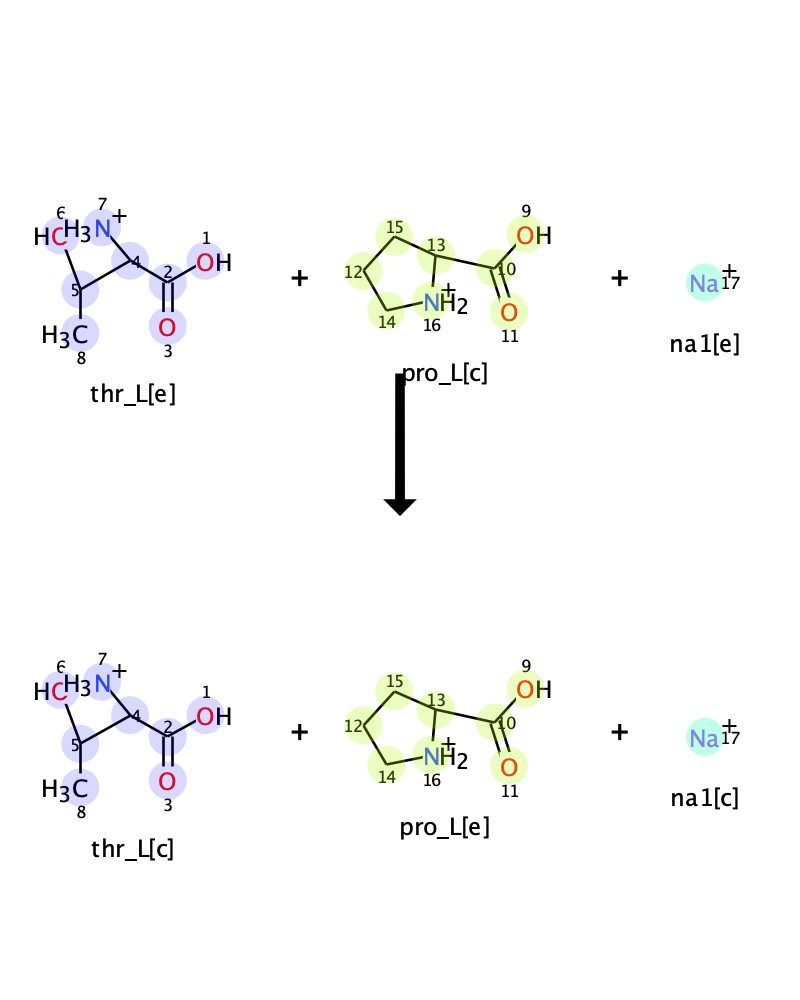 6 7 + 9
HO H3N 15 OH
1 13
2 OH 10
4 + 12 + + Na 17 +
5 NH2 O
H3C O 14 16 11 na1[e]
8 3
thr_L[e] pro_L[c]
6 7 + 9
HO H3N 15 OH
1 13
2 OH 10
4 + 12 + + Na 17 +
5 NH2 O
H3C O 14 16 11 na1[c]
8 3
thr_L[c] pro_L[e]